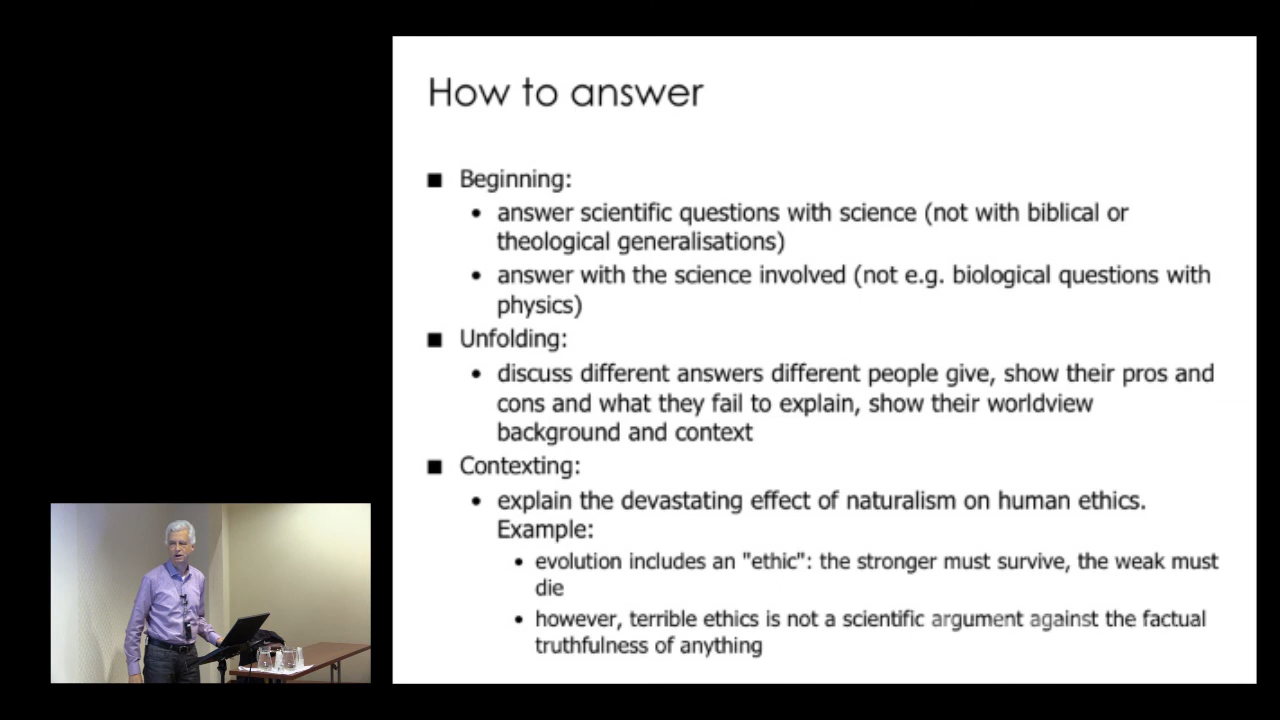 How to answer
■ Beginning:
• answer scientific questions with science (not with biblical or
theological generalisations)
• answer with the science involved (not e.g. biological questions with
physics)
■ Unfolding:
• discuss different answers different people give, show their pros and
cons and what they fail to explain, show their worldview
background and context
■ Contexting:
• explain the devastating effect of naturalism on human ethics.
Example:
• evolution includes an "ethic": the stronger must survive, the weak must
die
• however, terrible ethics is not a scientific argument against the factual
truthfulness of anything